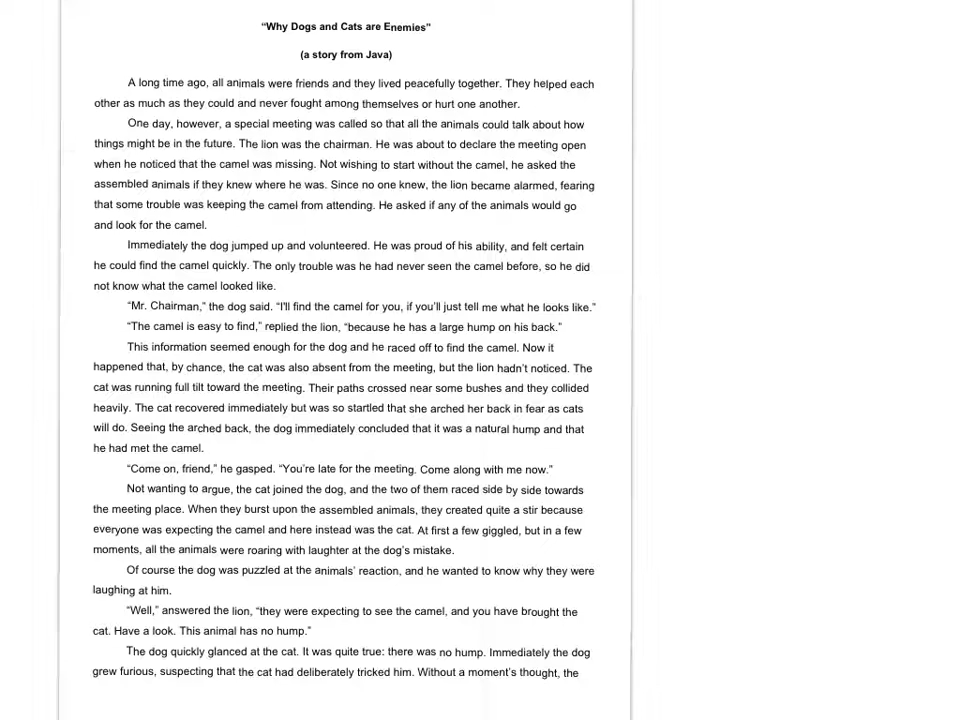 “Why Dogs and Cats are Enemies”
(a story from Java)
A long time ago, all animals were friends and they lived peacefully together. They helped each
other as much as they could and never fought among themselves or hurt one another.
One day, however, a special meeting was called so that all the animals could talk about how
things might be in the future. The lion was the chairman. He was about to declare the meeting open
when he noticed that the camel was missing. Not wishing to start without the camel, he asked the
assembled animals if they knew where he was. Since no one knew, the lion became alarmed, fearing
that some trouble was keeping the camel from attending. He asked if any of the animals would go
and look for the camel.
Immediately the dog jumped up and volunteered. He was proud of his ability, and felt certain
he could find the camel quickly. The only trouble was he had never seen the camel before, so he did
not know what the camel looked like.
“Mr. Chairman,” the dog said. “I'll find the camel for you, if you’ll just tell me what he looks like.”
“The camel is easy to find,” replied the lion, “because he has a large hump on his back.”
This information seemed enough for the dog and he raced off to find the camel. Now it
happened that, by chance, the cat was also absent from the meeting, but the lion hadn’t noticed. The
cat was running full tilt toward the meeting. Their paths crossed near some bushes and they collided
heavily. The cat recovered immediately but was so startled that she arched her back in fear as cats
will do. Seeing the arched back, the dog immediately concluded that it was a natural hump and that
he had met the camel.
“Come on, friend,” he gasped. “You’re late for the meeting. Come along with me now.”
Not wanting to argue, the cat joined the dog, and the two of them raced side by side towards
the meeting place. When they burst upon the assembled animals, they created quite a stir because
everyone was expecting the camel and here instead was the cat. At first a few giggled, but in a few
moments, all the animals were roaring with laughter at the dog’s mistake.
Of course the dog was puzzled at the animals’ reaction, and he wanted to know why they were
laughing at him.
“Well,” answered the lion, “they were expecting to see the camel, and you have brought the
cat. Have a look. This animal has no hump.”
The dog quickly glanced at the cat. It was quite true: there was no hump. Immediately the dog
grew furious, suspecting that the cat had deliberately tricked him. Without a moment’s thought, the